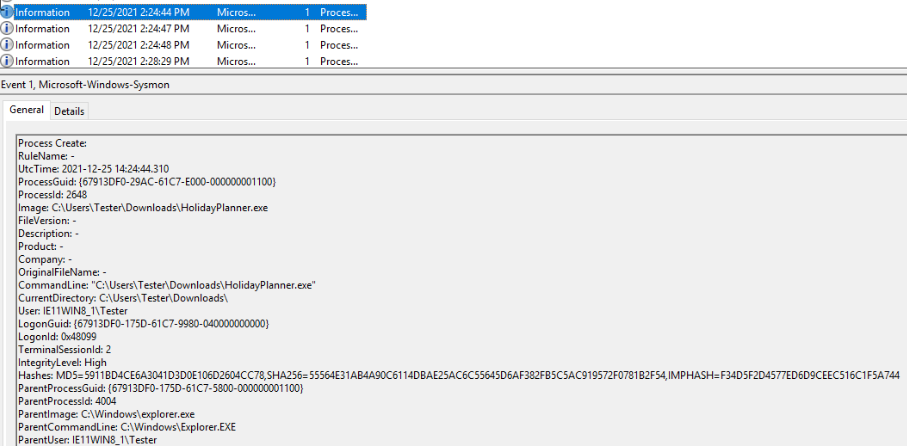 Information 12/25/2021 2:24:44 PM Micros... 1 Proces...
Information 12/25/2021 2:24:47 PM Micros... 1 Proces...
Information 12/25/2021 2:24:48 PM Micros... 1 Proces...
Information 12/25/2021 2:28:29 PM Micros... 1 Proces...
Event 1, Microsoft-Windows-Sysmon
General Details
Process Create:
RuleName: -
UtcTime: 2021-12-25 14:24:44.310
ProcessGuid: {67913DF0-29AC-61C7-E000-000000001100}
ProcessId: 2648
Image: C:\Users\Tester\Downloads\HolidayPlanner.exe
FileVersion: -
Description: -
Product: -
Company: -
OriginalFileName: -
CommandLine: "C:\Users\Tester\Downloads\HolidayPlanner.exe"
CurrentDirectory: C:\Users\Tester\Downloads\
User: IE11WIN8_1\Tester
LogonGuid: {67913DF0-175D-61C7-9980-040000000000}
LogonId: 0x48099
TerminalSessionId: 2
IntegrityLevel: High
Hashes: MD5=5911BD4CE6A3041D3D0E106D2604CC78,SHA256=55564E31AB4A90C6114DBAE25AC6C55645D6AF382FB5C5AC919572F0781B2F54,IMPHASH=F34D5F2D4577ED6D9CEEC516C1F5A744
ParentProcessGuid: {67913DF0-175D-61C7-5800-000000001100}
ParentProcessId: 4004
ParentImage: C:\Windows\explorer.exe
ParentCommandLine: C:\Windows\Explorer.EXE
ParentUser: IE11WIN8_1\Tester